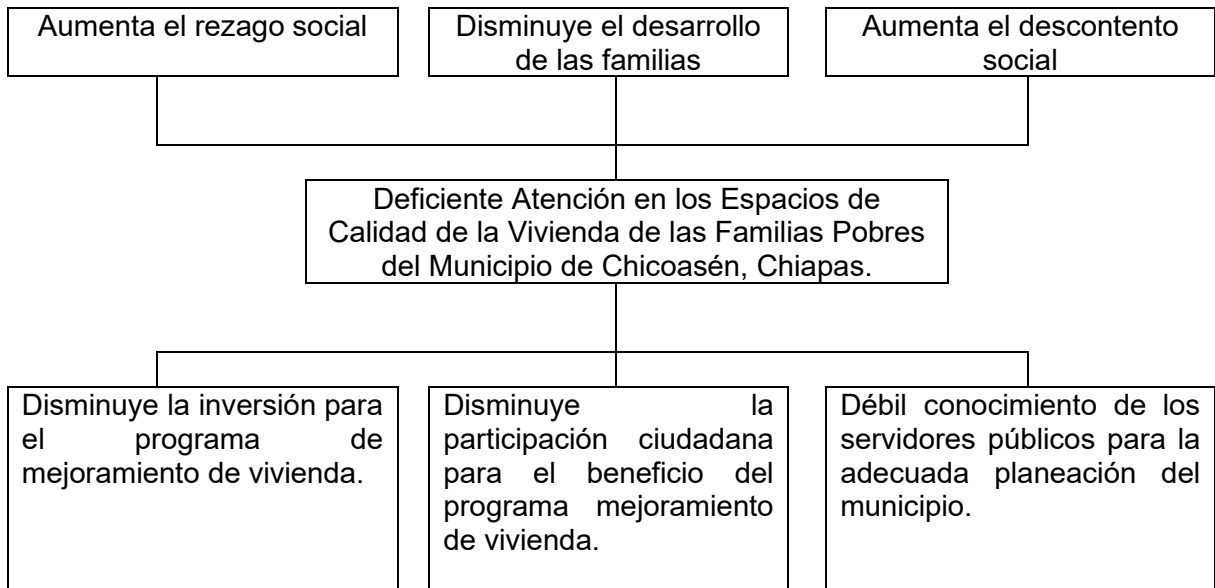 Aumenta el rezago social
Disminuye el desarrollo
de las familias
Aumenta el descontento
social
Deficiente Atención en los Espacios de
Calidad de la Vivienda de las Familias Pobres
del Municipio de Chicoasén, Chiapas.
Disminuye la inversión para
el programa de
mejoramiento de vivienda.
Disminuye la
participación ciudadana
para el beneficio del
programa mejoramiento
de vivienda.
Débil conocimiento de los
servidores públicos para la
adecuada planeación del
municipio.